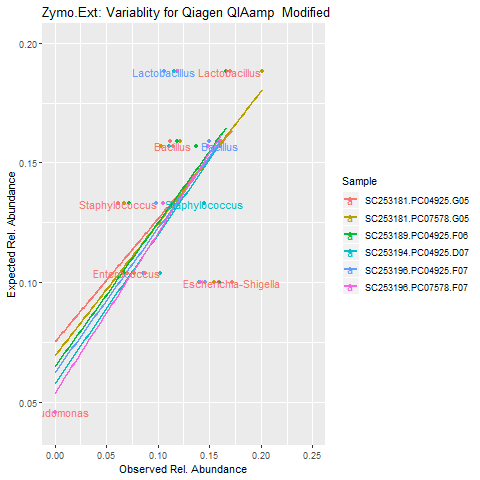 Zymo.Ext: Variablity for Qiagen QIAamp  Modified
0.20
Lactobacillus Lactobacillus
0.15
Bacillus Bacillus
Staphylococcus Staphylococcus
Enterococcus
0.10
Escherichia-Shigella
0.05
udomonas
0.00 0.05 0.10 0.15 0.20 0.25
Observed Rel. Abundance
Expected Rel. Abundance
Sample
a SC253181.PC04925.G05
a SC253181.PC07578.G05
a SC253189.PC04925.F06
a SC253194.PC04925.D07
a SC253196.PC04925.F07
a SC253196.PC07578.F07